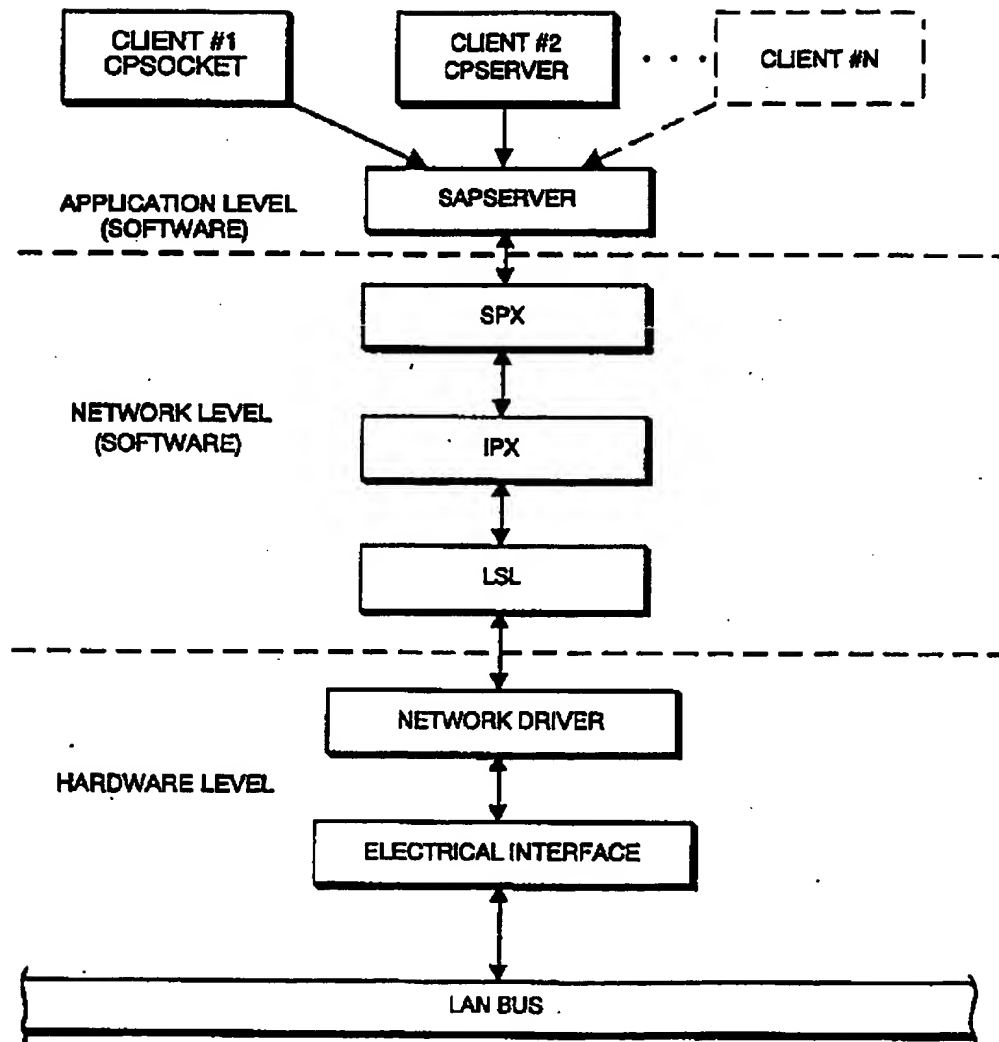 CLIENT #1
CPSOCKET
CLIENT #2
CPSERVER
CLIENT #N
SAPSERVER
APPLICATION LEVEL
(SOFTWARE)
SPX
NETWORK LEVEL
(SOFTWARE)
IPX
LSL
NETWORK DRIVER
HARDWARE LEVEL
ELECTRICAL INTERFACE
LAN BUS